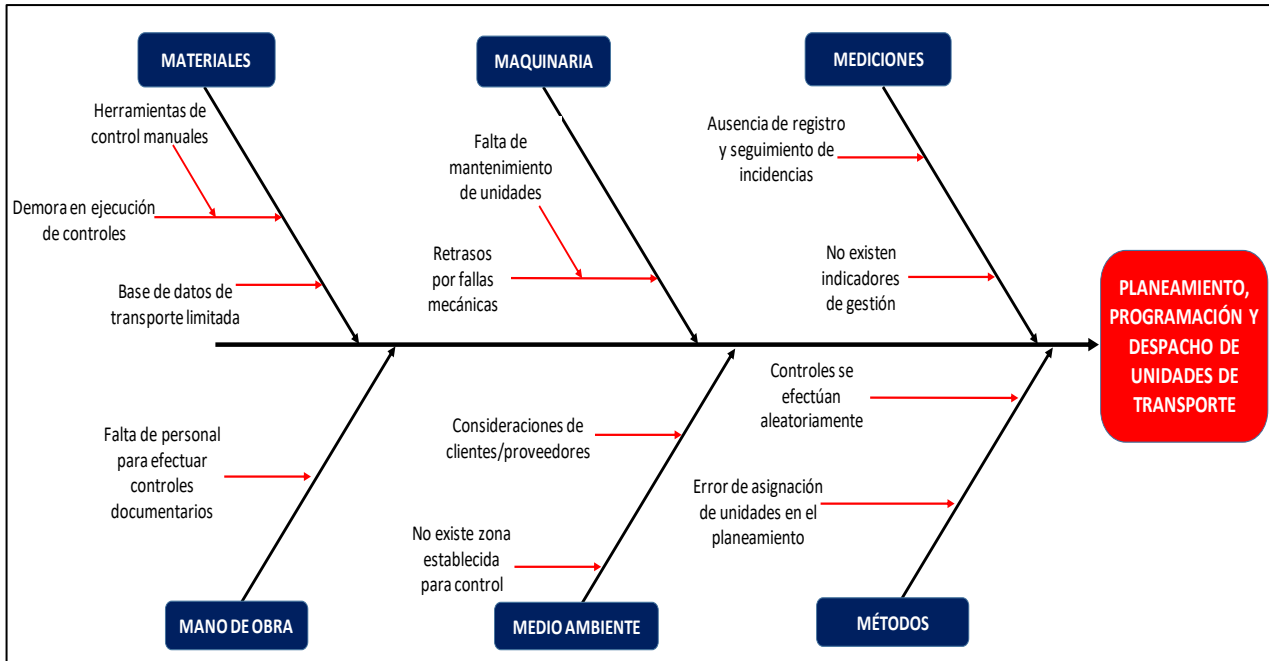 MATERIALES
MAQUINARIA
MEDICIONES
Herramientas de
control manuales
Demora en ejecución
de controles
Base de datos de
transporte limitada
Falta de
mantenimiento
de unidades
Retrasos
por fallas
mecánicas
Ausencia de registro
y seguimiento de
incidencias
No existen
indicadores
de gestión
PLANEAMIENTO,
PROGRAMACIÓN Y
DESPACHO DE
UNIDADES DE
TRANSPORTE
Falta de personal
para efectuar
controles
documentarios
Consideraciones de
clientes/proveedores
No existe zona
establecida
para control
Controles se
efectúan
aleatoriamente
Error de asignación
de unidades en el
planeamiento
MANO DE OBRA
MEDIO AMBIENTE
MÉTODOS